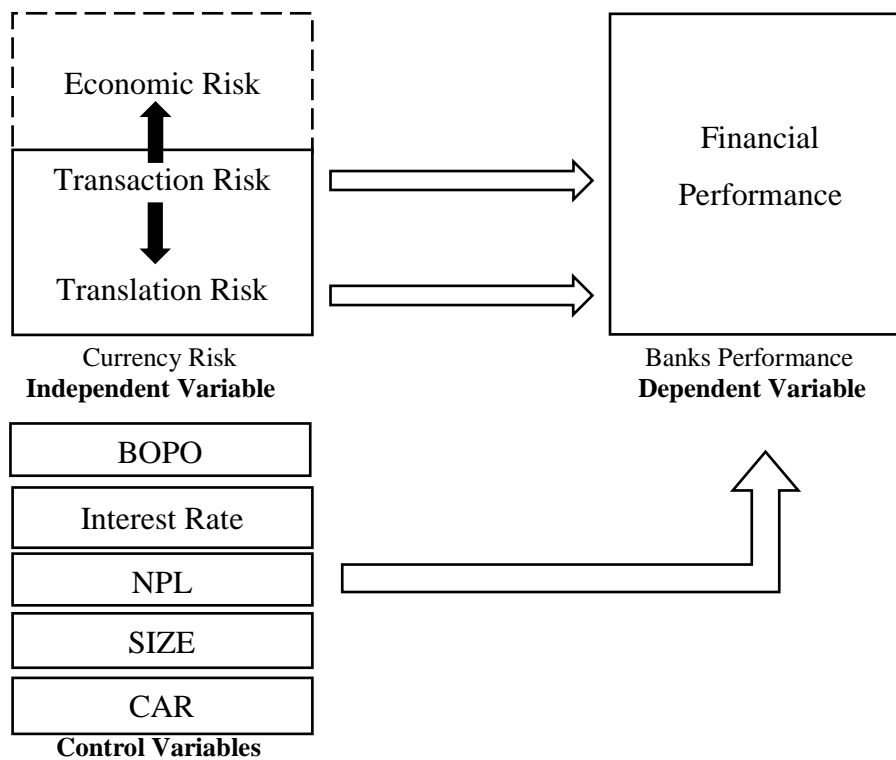 Economic Risk
Transaction Risk
Translation Risk
Currency Risk
Independent Variable
Financial
Performance
Banks Performance
Dependent Variable
BOPO
Interest Rate
NPL
SIZE
CAR
Control Variables